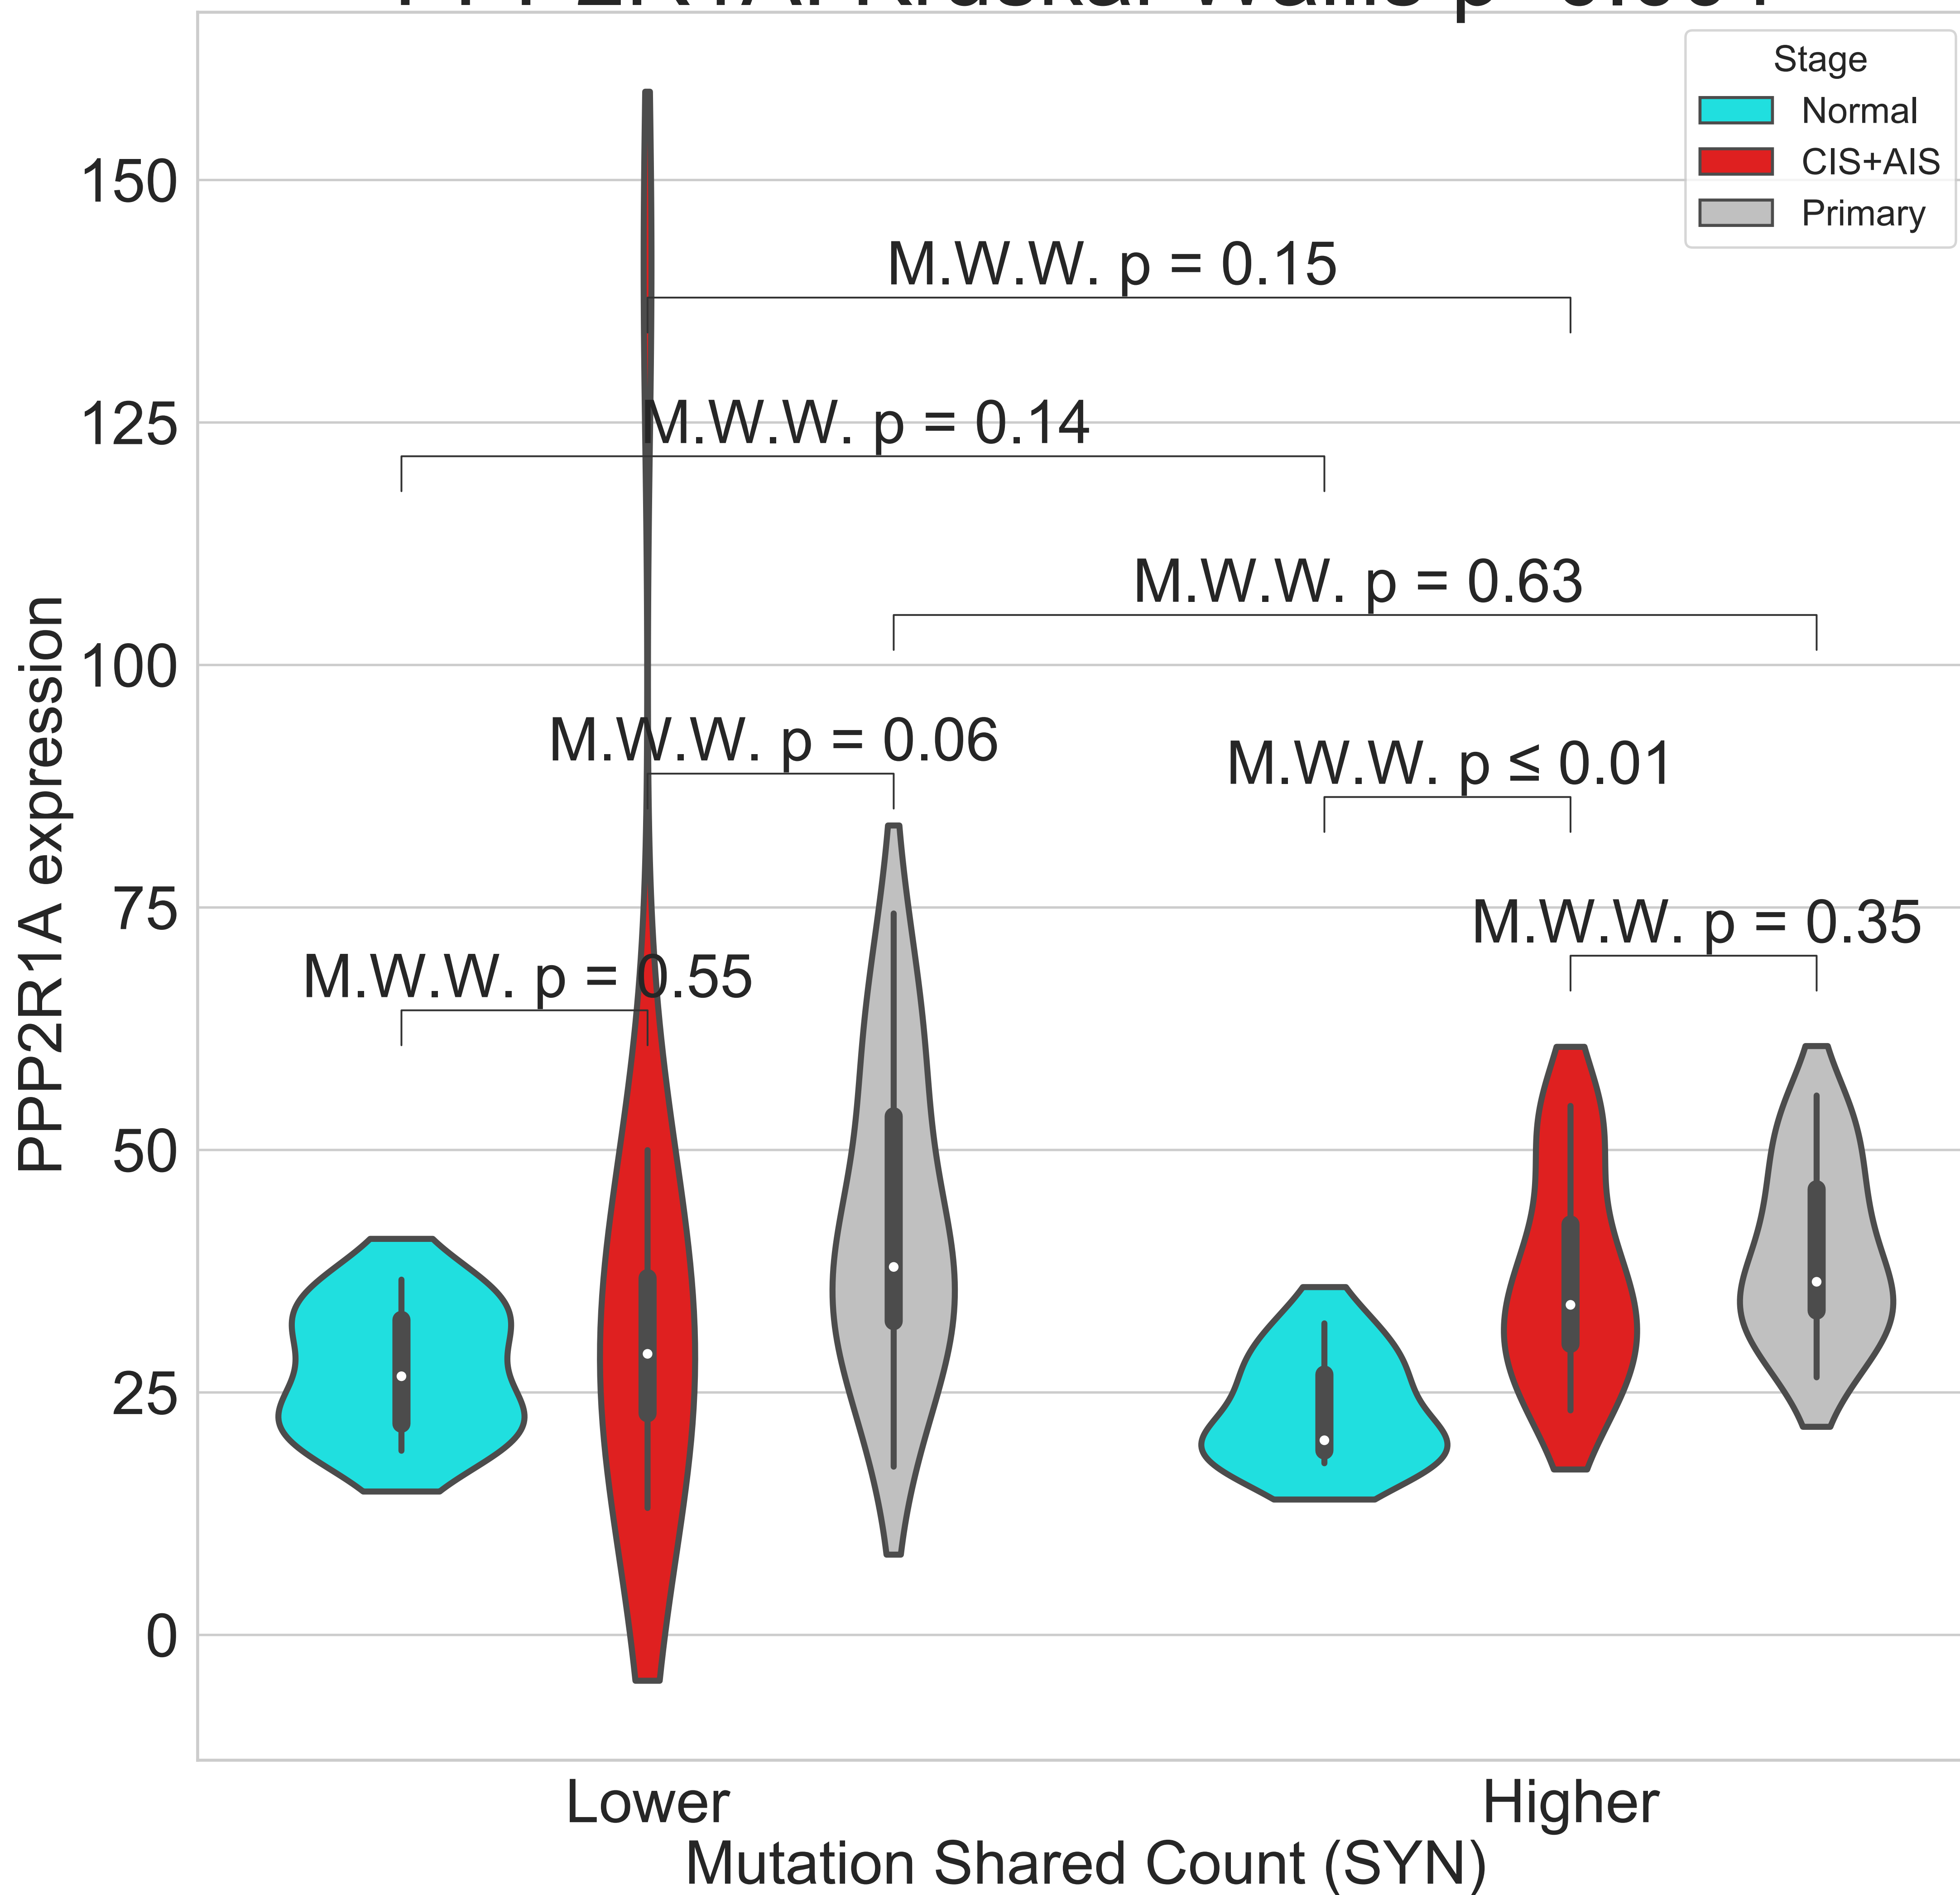 Stage
Normal
CIS+AIS
Primary
150
125
100
75
50
25
0
PPP2R1A expression
M.W.W. p = 0.15
M.W.W. p = 0.14
M.W.W. p = 0.63
M.W.W. p = 0.06
M.W.W. p ≤ 0.01
M.W.W. p = 0.35
M.W.W. p = 0.55
Lower
Higher
Mutation Shared Count (SYN)